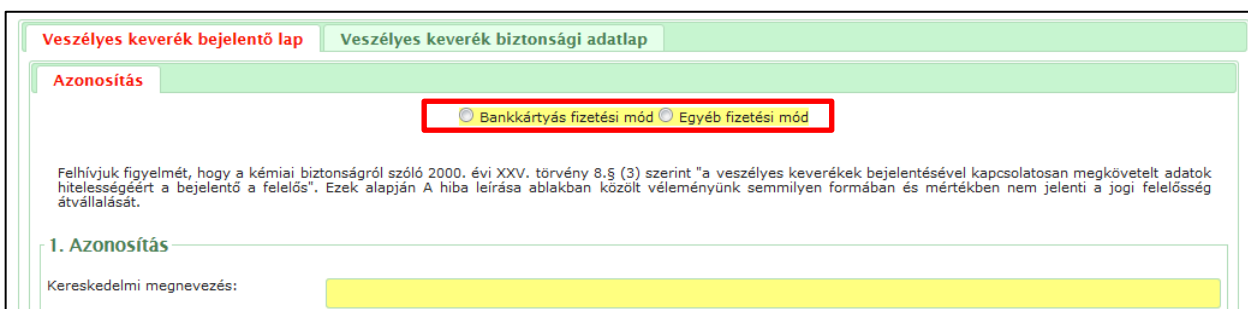 Veszélyes keverék bejelentő lap Veszélyes keverék biztonsági adatlap
Azonosítás
Bankkártyás fizetési mód Egyéb fizetési mód
Felhívjuk figyelmét, hogy a kémiai biztonságról szóló 2000. évi XXV. törvény 8.§ (3) szerint "a veszélyes keverékek bejelentésével kapcsolatosan megkövetelt adatok
hitelességéért a bejelentő a felelős". Ezek alapján A hiba leírása ablakban közölt véleményünk semmilyen formában és mértékben nem jelenti a jogi felelősség
átvállalását.
1. Azonosítás
Kereskedelmi megnevezés: